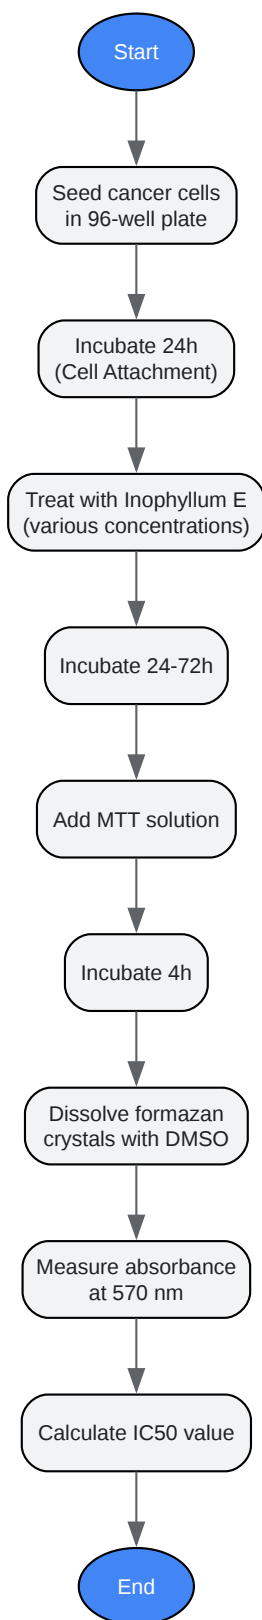 Start
Seed cancer cells
in 96-well plate
Incubate 24h
(Cell Attachment)
Treat with Inophyllum E
(various concentrations)
Incubate 24-72h
Add MTT solution
Incubate 4h
Dissolve formazan
crystals with DMSO
Measure absorbance
at 570 nm
Calculate IC50 value
End